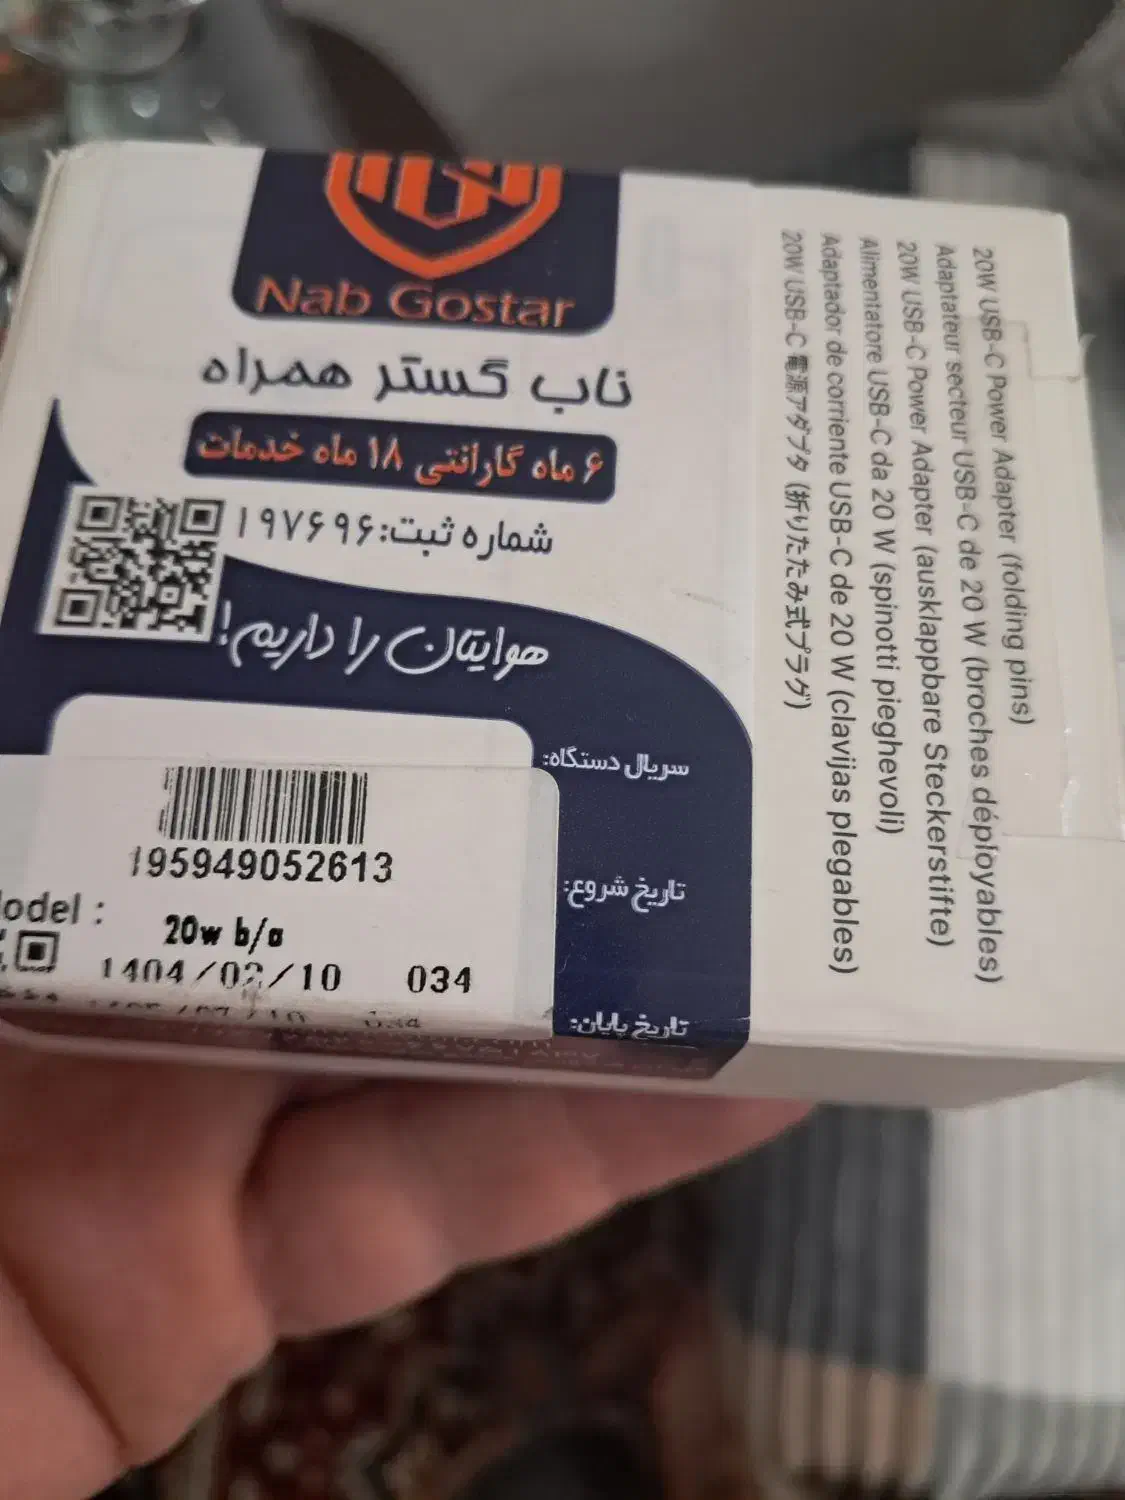 Nab Gostar
ناب گستر همراه
۶ ماه گارانتی ۱۸ ماه خدمات
شماره ثبت: ۱۹۷۶۹۶
هوایتان را داریم!
سریال دستگاه:
195949052613
تاریخ شروع:
odel :
20w b/a
034
تاریخ پایان:
20W USB-C Power Adapter (folding pins)
Adaptateur secteur USB-C de 20 W (broches déployables)
20W USB-C Power Adapter (ausklappbare Steckerstifte)
Alimentatore USB-C da 20 W (spinotti pieghevoli)
Adaptador de corriente USB-C de 20 W (clavijas plegables)
20W USB-C 電源アダプタ (折りたたみ式プラグ)